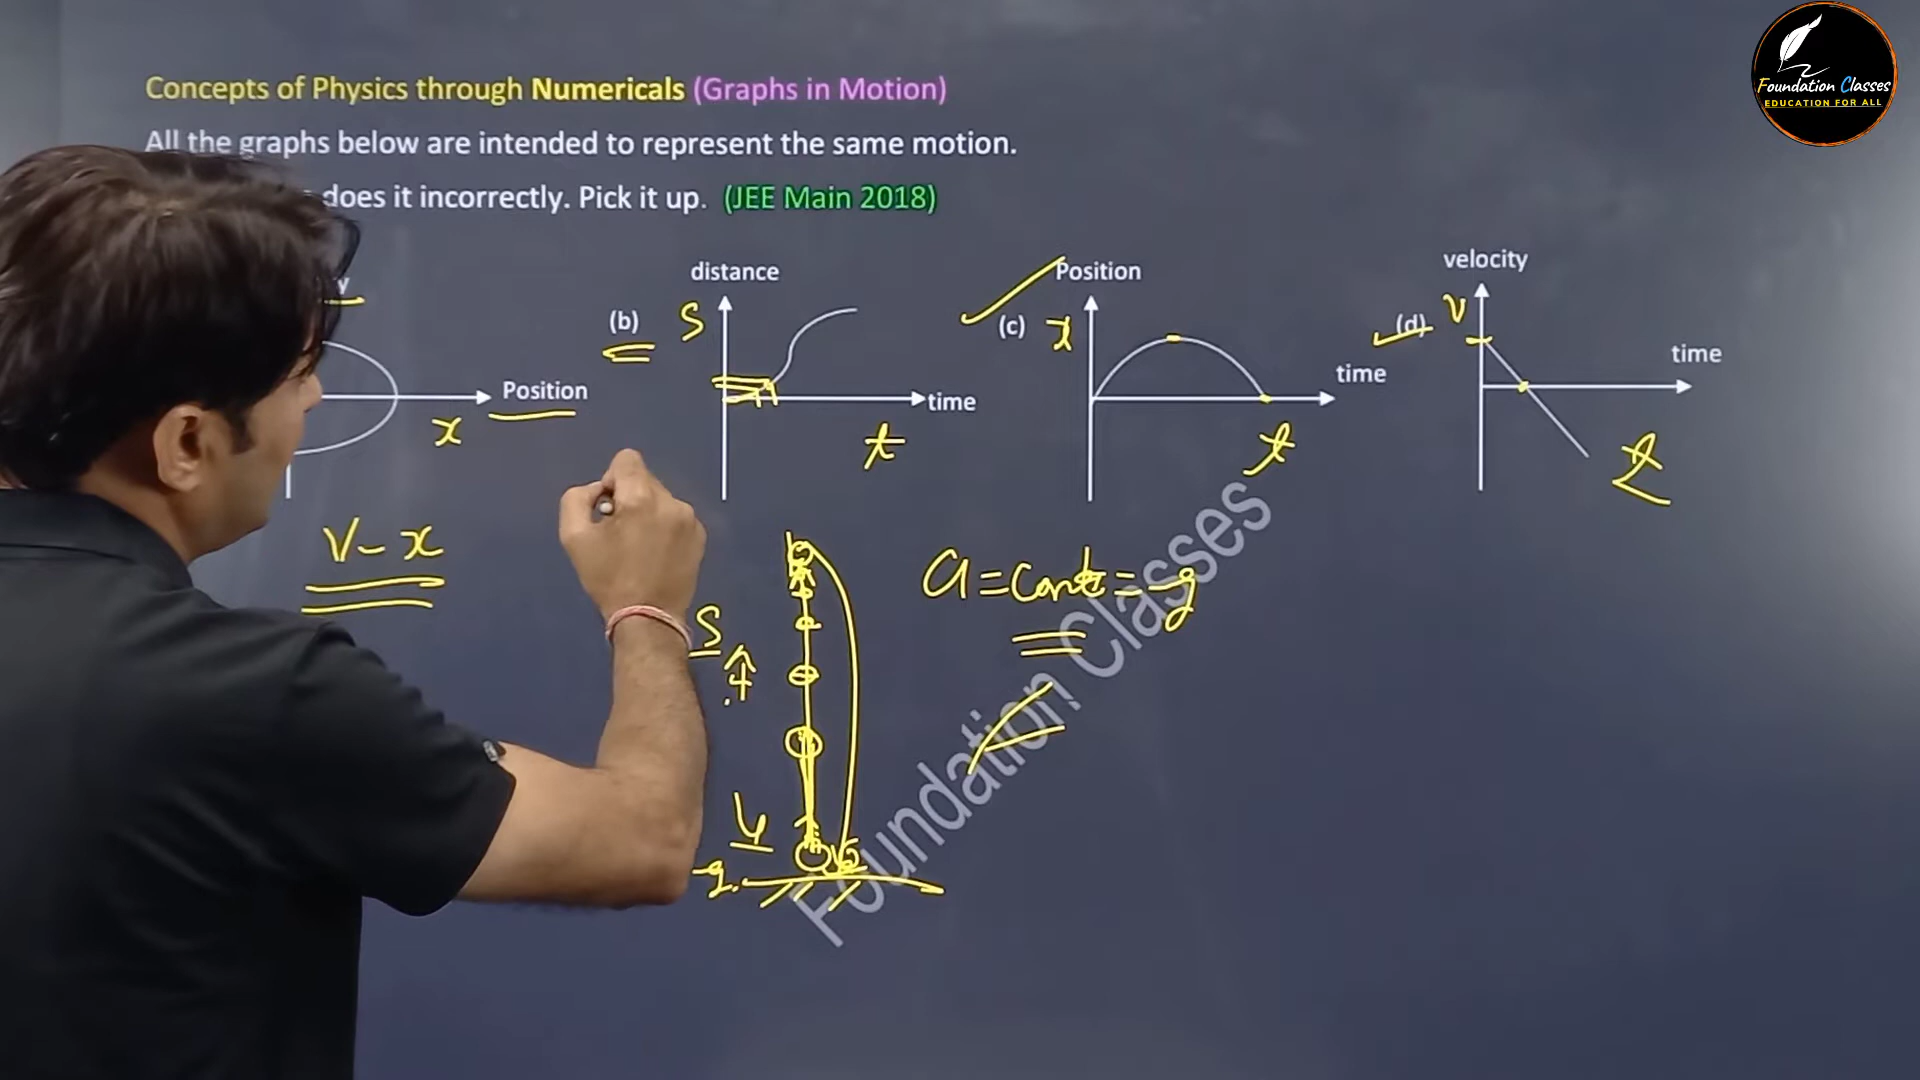 Foundation Classes
EDUCATION FOR ALL
Concepts of Physics through Numericals (Graphs in Motion)
All the graphs below are intended to represent the same motion.
does it incorrectly. Pick it up. (JEE Main 2018)
y
Position
x
V - x
(b)
distance
S
time
t
(c)
Position
x
time
t
(d)
velocity
V
time
t
a = const = -g
S
+
u
-g
Foundation Classes